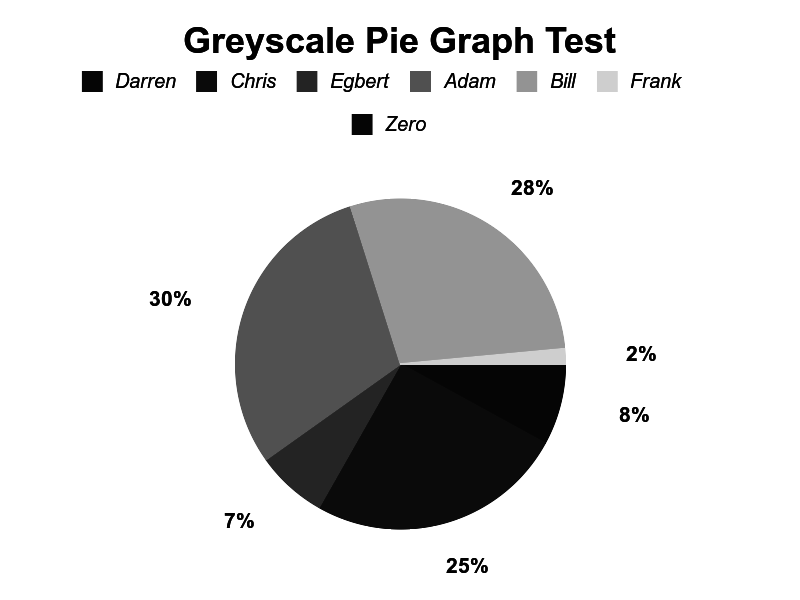 Greyscale Pie Graph Test
Darren Chris Egbert Adam Bill Frank
Zero
28%
30%
2%
8%
7%
25%